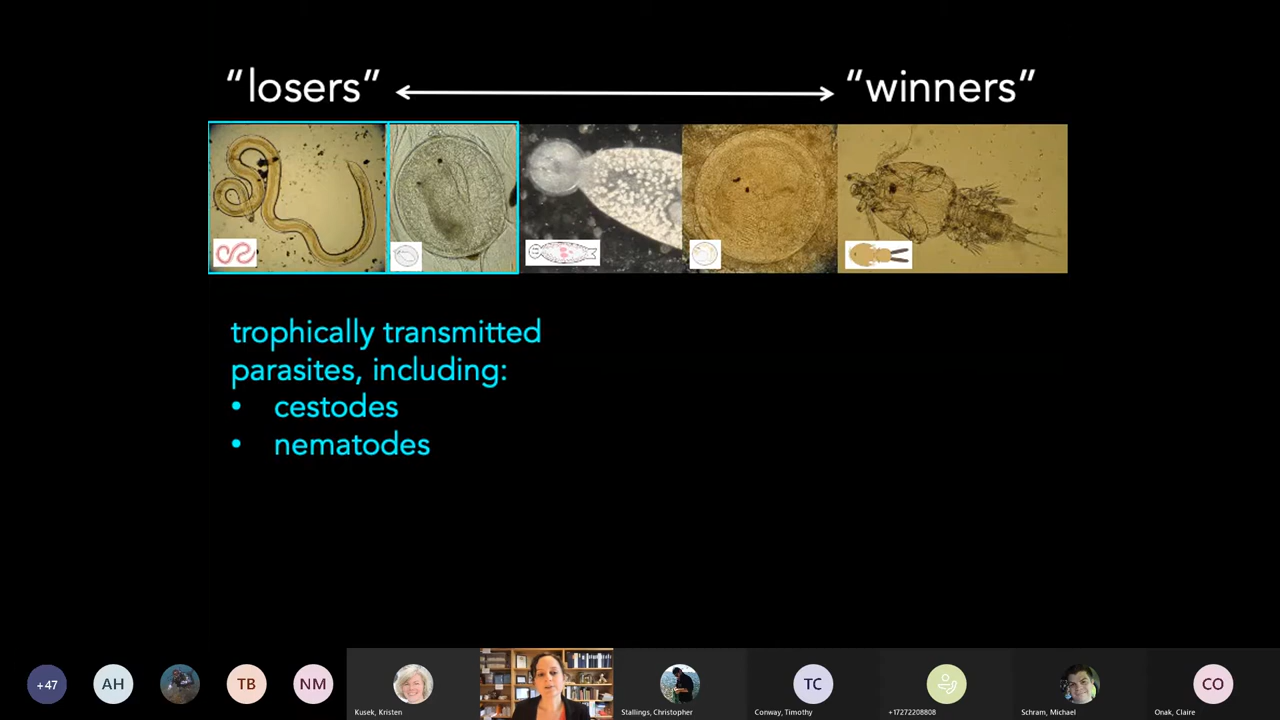 “losers”
“winners”
trophically transmitted
parasites, including:
• cestodes
• nematodes
+47
AH
TB
NM
Kusek, Kristen
Stallings, Christopher
TC
Conway, Timothy
+17272208808
Schram, Michael
CO
Onak, Claire